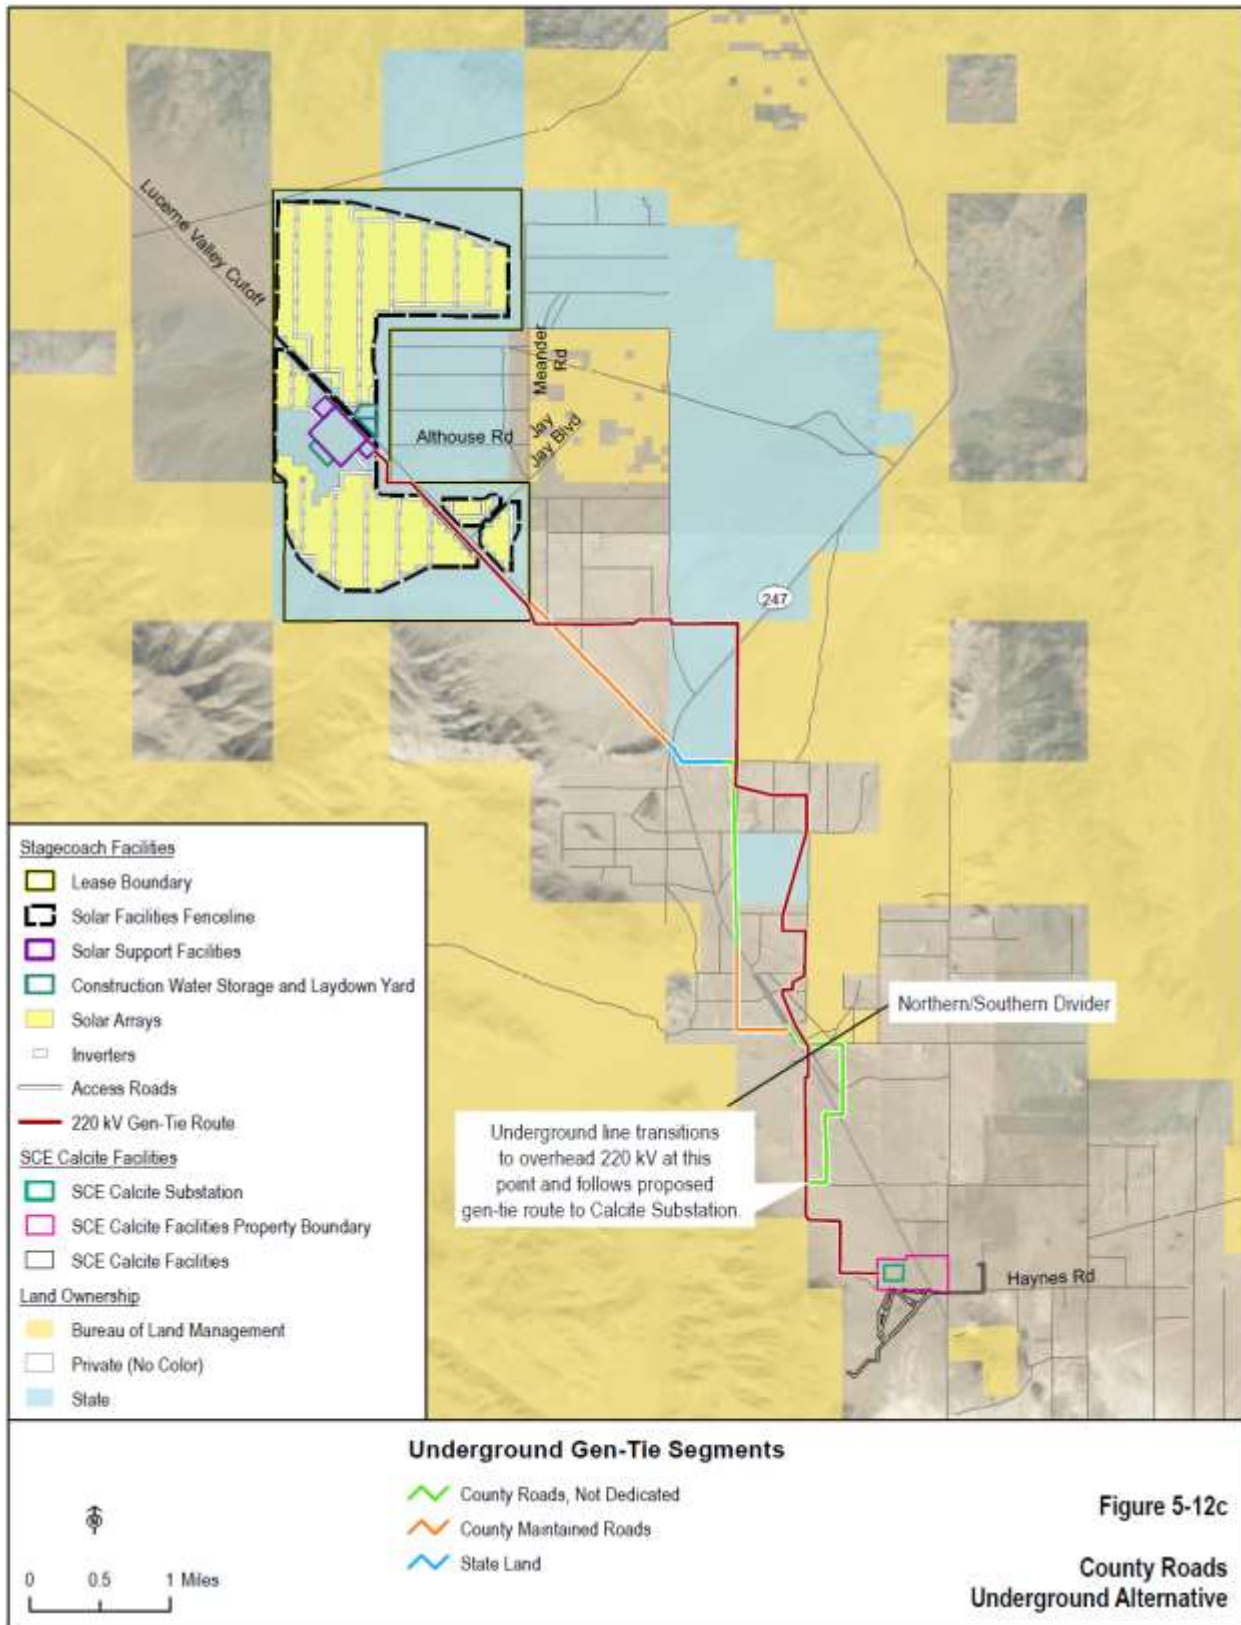 Lucerne Valley Cutoff
Meander
Rd
Althouse Rd
Jay
Jay Blvd
247
Northern/Southern Divider
Underground line transitions
to overhead 220 kV at this
point and follows proposed
gen-tie route to Calcite Substation.
Haynes Rd
Stagecoach Facilities
Lease Boundary
Solar Facilities Fenceline
Solar Support Facilities
Construction Water Storage and Laydown Yard
Solar Arrays
Inverters
Access Roads
220 kV Gen-Tie Route
SCE Calcite Facilities
SCE Calcite Substation
SCE Calcite Facilities Property Boundary
SCE Calcite Facilities
Land Ownership
Bureau of Land Management
Private (No Color)
State
Underground Gen-Tie Segments
County Roads, Not Dedicated
County Maintained Roads
State Land
0 0.5 1 Miles
Figure 5-12c
County Roads
Underground Alternative